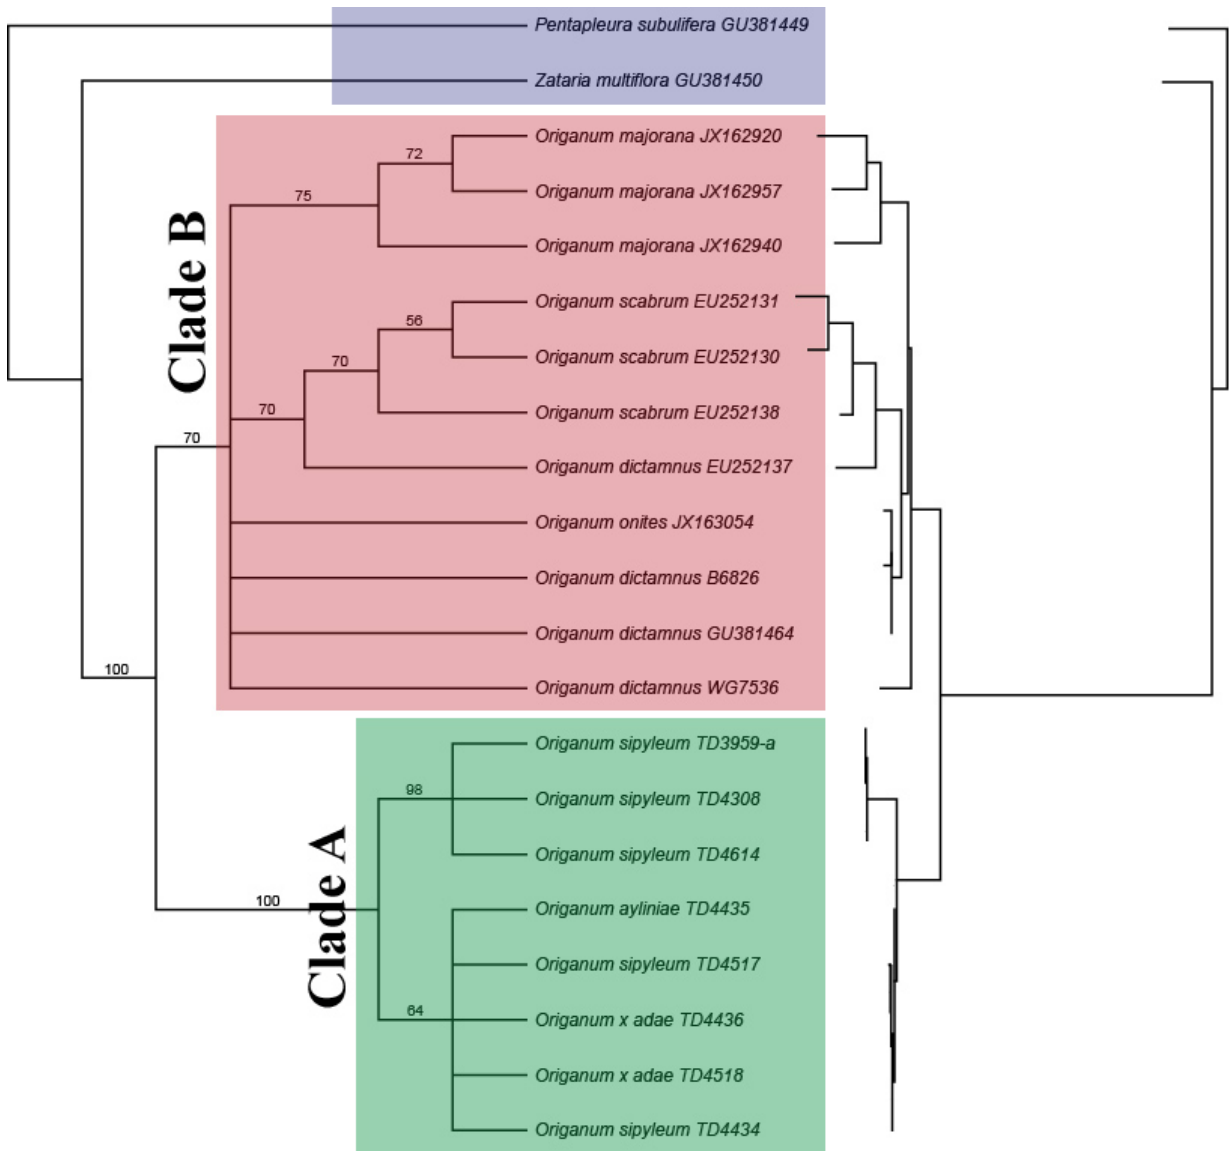 Pentapleura subulifera GU381449
Zataria multiflora GU381450
Origanum majorana JX162920
72
Origanum majorana JX162957
75
Origanum majorana JX162940
Clade B
Origanum scabrum EU252131
56
Origanum scabrum EU252130
70
Origanum scabrum EU252138
70
70
Origanum dictamnus EU252137
Origanum onites JX163054
Origanum dictamnus B6826
Origanum dictamnus GU381464
100
Origanum dictamnus WG7536
Origanum sipyleum TD3959-a
98
Origanum sipyleum TD4308
Origanum sipyleum TD4614
100
Clade A
Origanum ayliniae TD4435
Origanum sipyleum TD4517
64
Origanum x adae TD4436
Origanum x adae TD4518
Origanum sipyleum TD4434